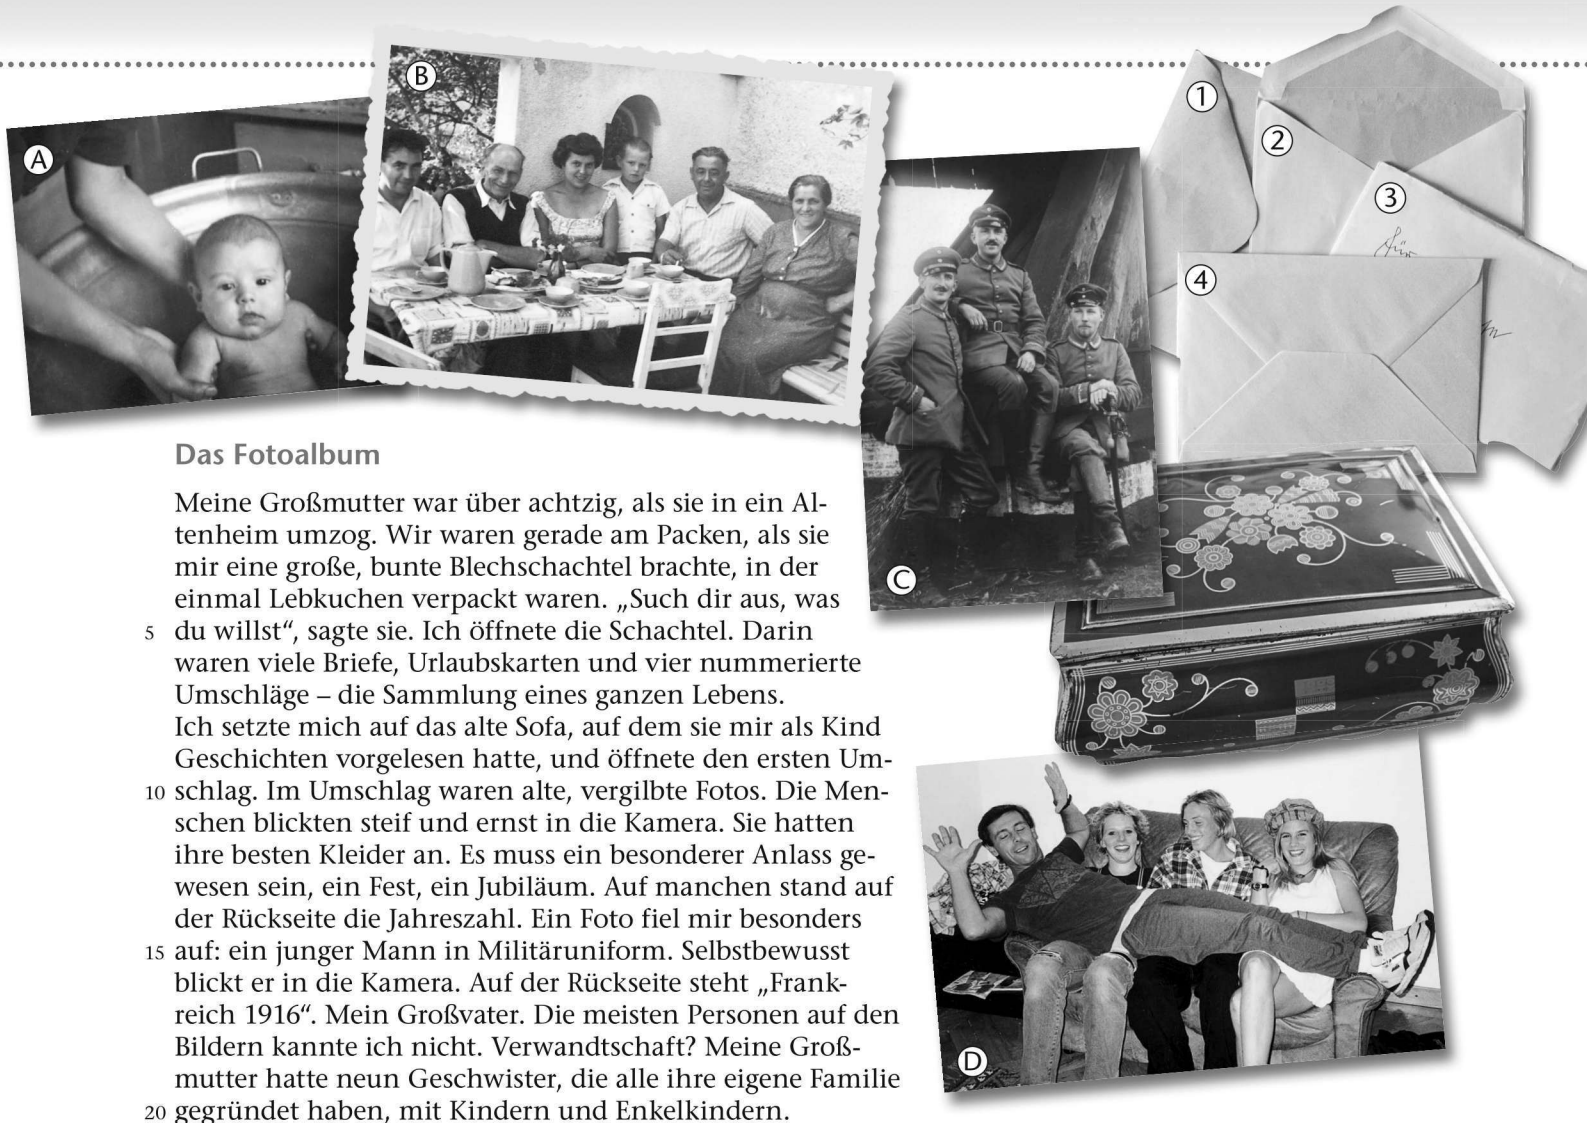 A
B
C
1
2
3
Für
4
Das Fotoalbum
Meine Großmutter war über achtzig, als sie in ein Al-
tenheim umzog. Wir waren gerade am Packen, als sie
mir eine große, bunte Blechschachtel brachte, in der
einmal Lebkuchen verpackt waren. „Such dir aus, was
5 du willst“, sagte sie. Ich öffnete die Schachtel. Darin
waren viele Briefe, Urlaubskarten und vier nummerierte
Umschläge – die Sammlung eines ganzen Lebens.
Ich setzte mich auf das alte Sofa, auf dem sie mir als Kind
Geschichten vorgelesen hatte, und öffnete den ersten Um-
10 schlag. Im Umschlag waren alte, vergilbte Fotos. Die Men-
schen blickten steif und ernst in die Kamera. Sie hatten
ihre besten Kleider an. Es muss ein besonderer Anlass ge-
wesen sein, ein Fest, ein Jubiläum. Auf manchen stand auf
der Rückseite die Jahreszahl. Ein Foto fiel mir besonders
15 auf: ein junger Mann in Militäruniform. Selbstbewusst
blickt er in die Kamera. Auf der Rückseite steht „Frank-
reich 1916“. Mein Großvater. Die meisten Personen auf den
Bildern kannte ich nicht. Verwandtschaft? Meine Groß-
mutter hatte neun Geschwister, die alle ihre eigene Familie
20 gegründet haben, mit Kindern und Enkelkindern.
D